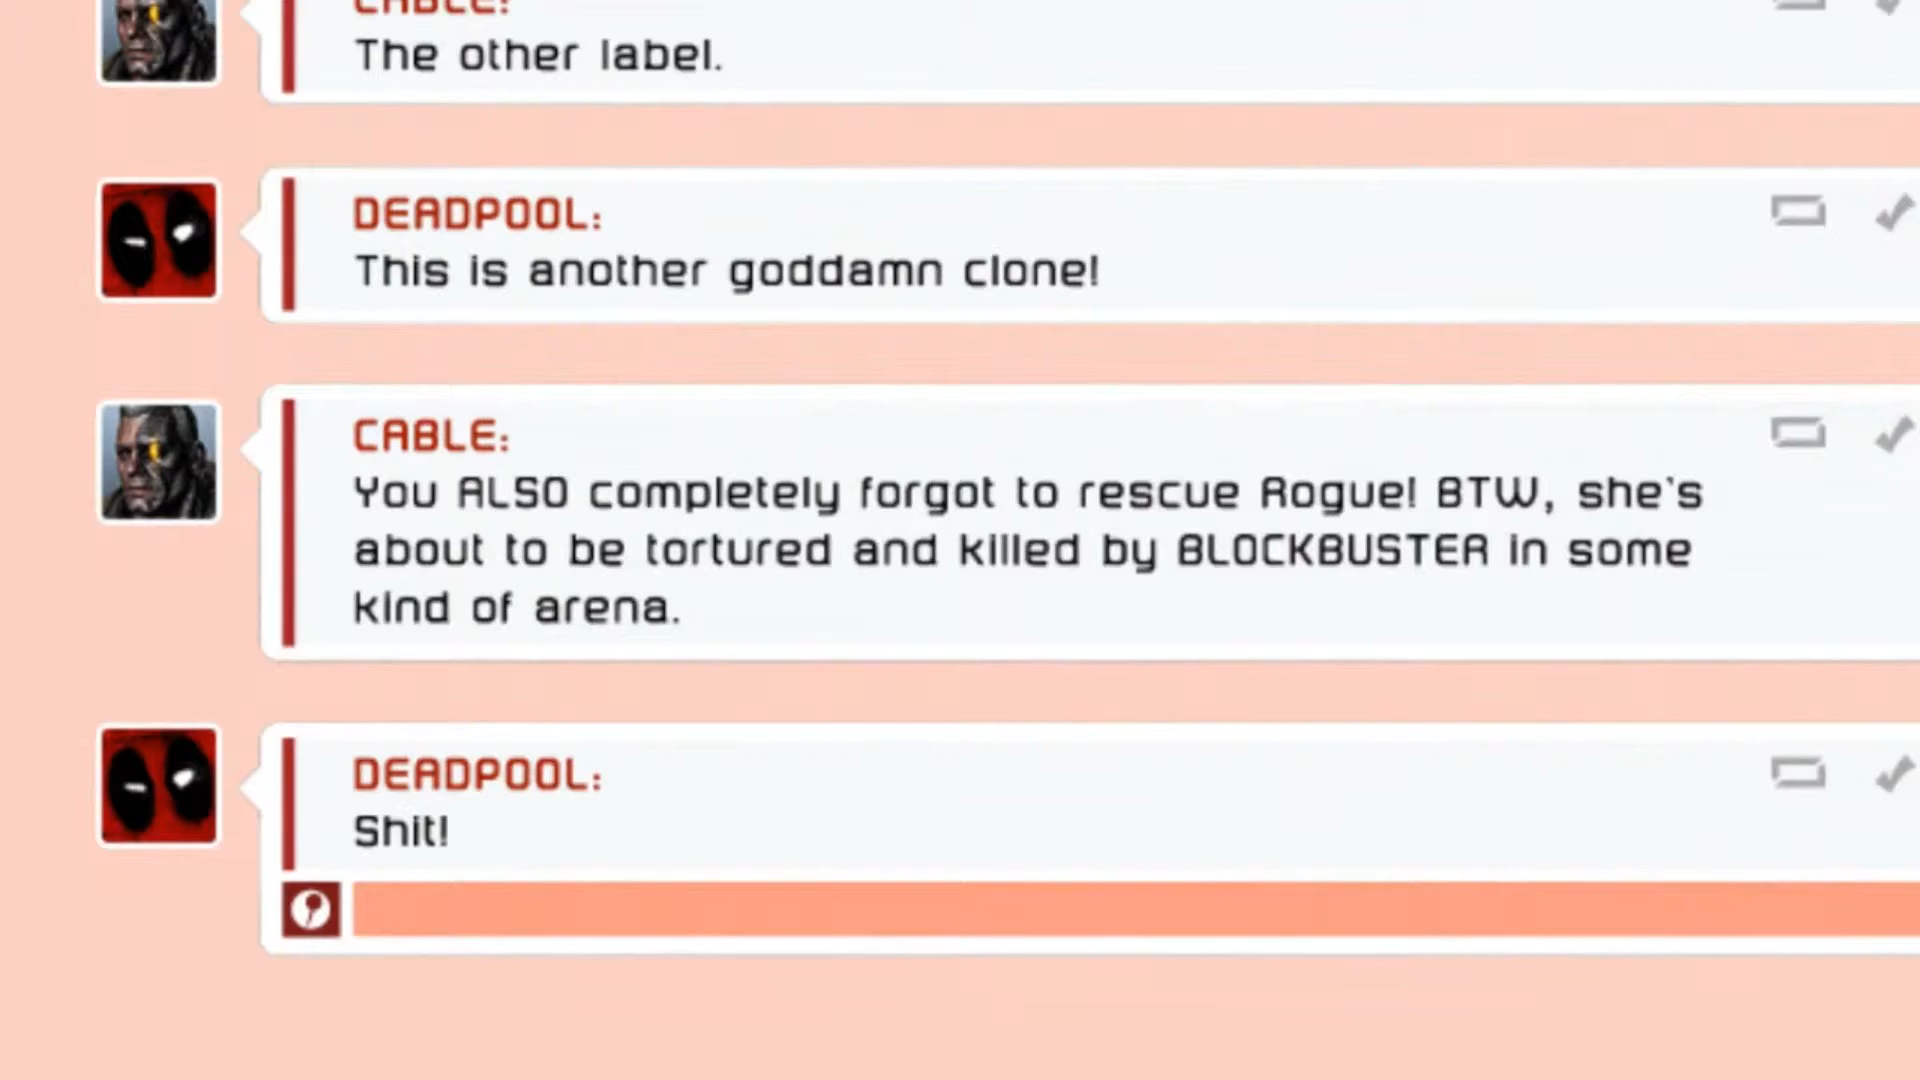 CABLE:
The other label.
DEADPOOL:
This is another goddamn clone!
CABLE:
You ALSO completely forgot to rescue Rogue! BTW, she's
about to be tortured and killed by BLOCKBUSTER in some
kind of arena.
DEADPOOL:
Shit!